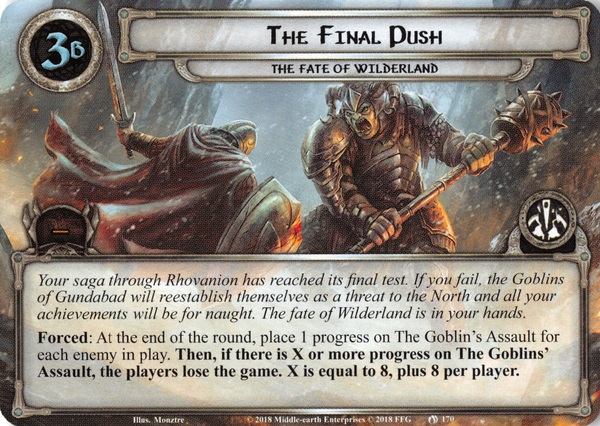 3B
The Final Push
The Fate of Wilderland
–
Your saga through Rhovanion has reached its final test. If you fail, the Goblins
of Gundabad will reestablish themselves as a threat to the North and all your
achievements will be for naught. The fate of Wilderland is in your hands.
Forced: At the end of the round, place 1 progress on The Goblin's Assault for
each enemy in play. Then, if there is X or more progress on The Goblins'
Assault, the players lose the game. X is equal to 8, plus 8 per player.
Illus. Monztre © 2018 Middle-earth Enterprises © 2018 FFG 170